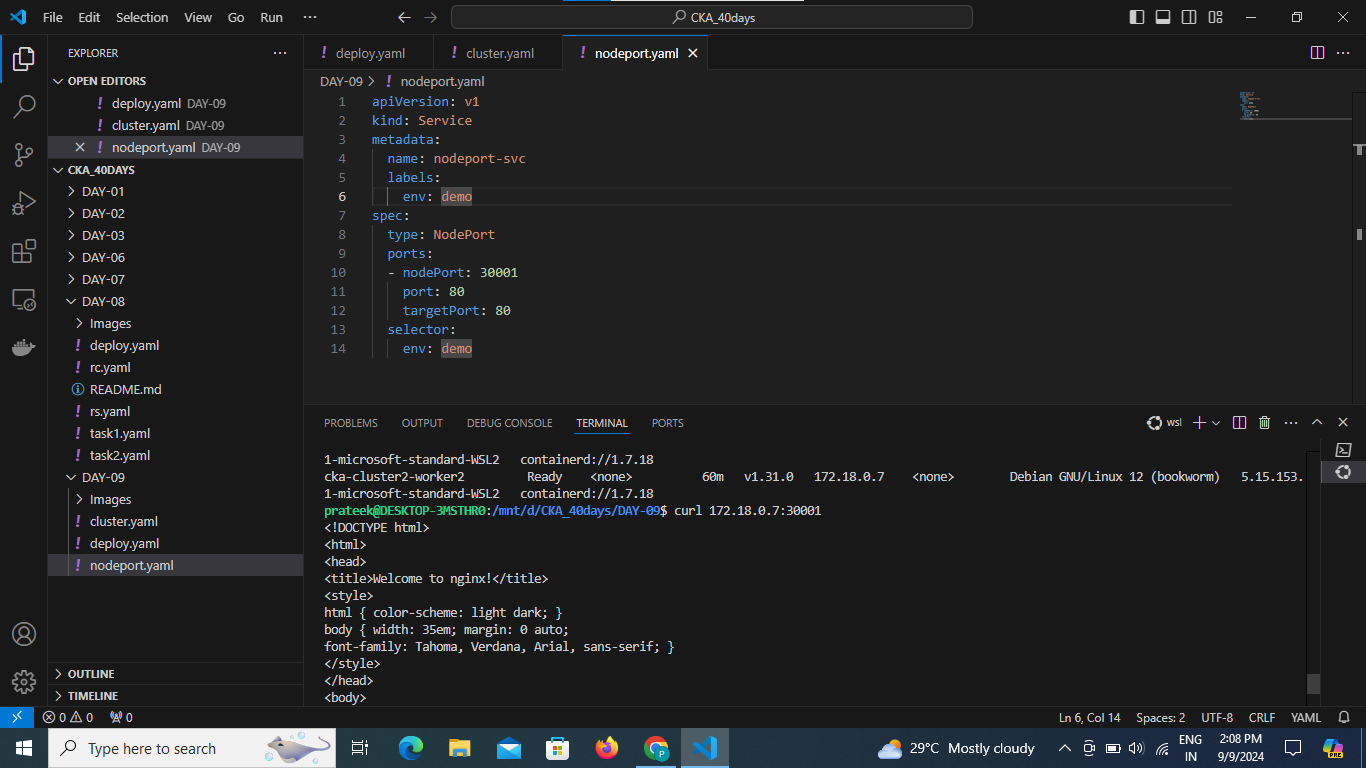 File Edit Selection View Go Run ··· CKA_40days
EXPLORER ···
OPEN EDITORS
deploy.yaml DAY-09
cluster.yaml DAY-09
nodeport.yaml DAY-09
CKA_40DAYS
DAY-01
DAY-02
DAY-03
DAY-06
DAY-07
DAY-08
Images
deploy.yaml
rc.yaml
README.md
rs.yaml
task1.yaml
task2.yaml
DAY-09
Images
cluster.yaml
deploy.yaml
nodeport.yaml
OUTLINE
TIMELINE
! deploy.yaml ! cluster.yaml ! nodeport.yaml
DAY-09 > ! nodeport.yaml
1 apiVersion: v1
2 kind: Service
3 metadata:
4 name: nodeport-svc
5 labels:
6 env: demo
7 spec:
8 type: NodePort
9 ports:
10 - nodePort: 30001
11 port: 80
12 targetPort: 80
13 selector:
14 env: demo
PROBLEMS OUTPUT DEBUG CONSOLE TERMINAL PORTS wsl
1-microsoft-standard-WSL2 containerd://1.7.18
cka-cluster2-worker2 Ready <none> 60m v1.31.0 172.18.0.7 <none> Debian GNU/Linux 12 (bookworm) 5.15.153.
1-microsoft-standard-WSL2 containerd://1.7.18
prateek@DESKTOP-3MSTHR0:/mnt/d/CKA_40days/DAY-09$ curl 172.18.0.7:30001
<!DOCTYPE html>
<html>
<head>
<title>Welcome to nginx!</title>
<style>
html { color-scheme: light dark; }
body { width: 35em; margin: 0 auto;
font-family: Tahoma, Verdana, Arial, sans-serif; }
</style>
</head>
<body>
0 0 0 Ln 6, Col 14 Spaces: 2 UTF-8 CRLF YAML
Type here to search 29°C Mostly cloudy ENG 2:08 PM
IN 9/9/2024